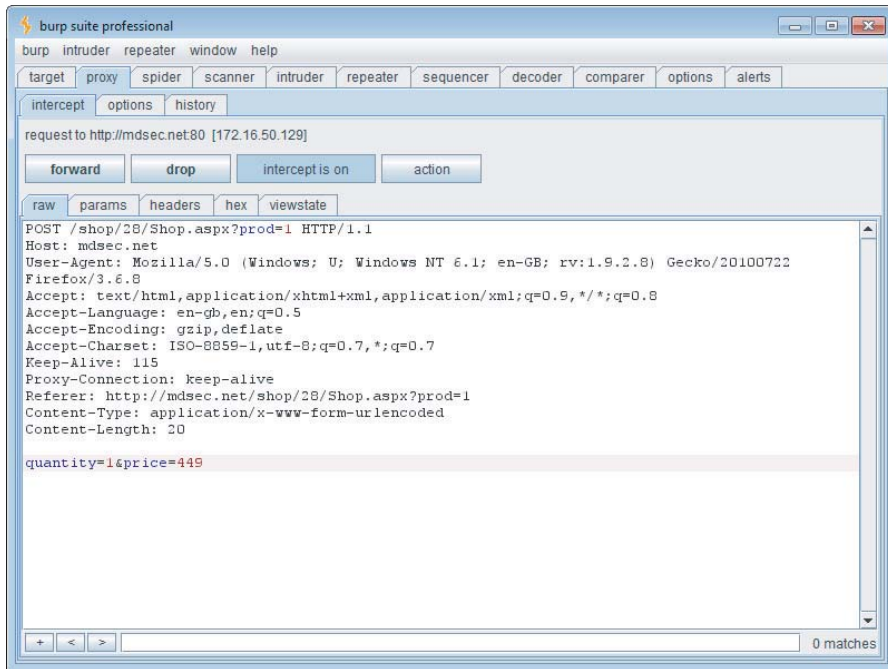 burp suite professional
burp intruder repeater window help
target proxy spider scanner intruder repeater sequencer decoder comparer options alerts
intercept options history
request to http://mdsec.net:80 [172.16.50.129]
forward drop intercept is on action
raw params headers hex viewstate
POST /shop/28/Shop.aspx?prod=1 HTTP/1.1
Host: mdsec.net
User-Agent: Mozilla/5.0 (Windows; U; Windows NT 6.1; en-GB; rv:1.9.2.8) Gecko/20100722
Firefox/3.6.8
Accept: text/html,application/xhtml+xml,application/xml;q=0.9,*/*;q=0.8
Accept-Language: en-gb,en;q=0.5
Accept-Encoding: gzip,deflate
Accept-Charset: ISO-8859-1,utf-8;q=0.7,*;q=0.7
Keep-Alive: 115
Proxy-Connection: keep-alive
Referer: http://mdsec.net/shop/28/Shop.aspx?prod=1
Content-Type: application/x-www-form-urlencoded
Content-Length: 20
quantity=1&price=449
+ < > 0 matches